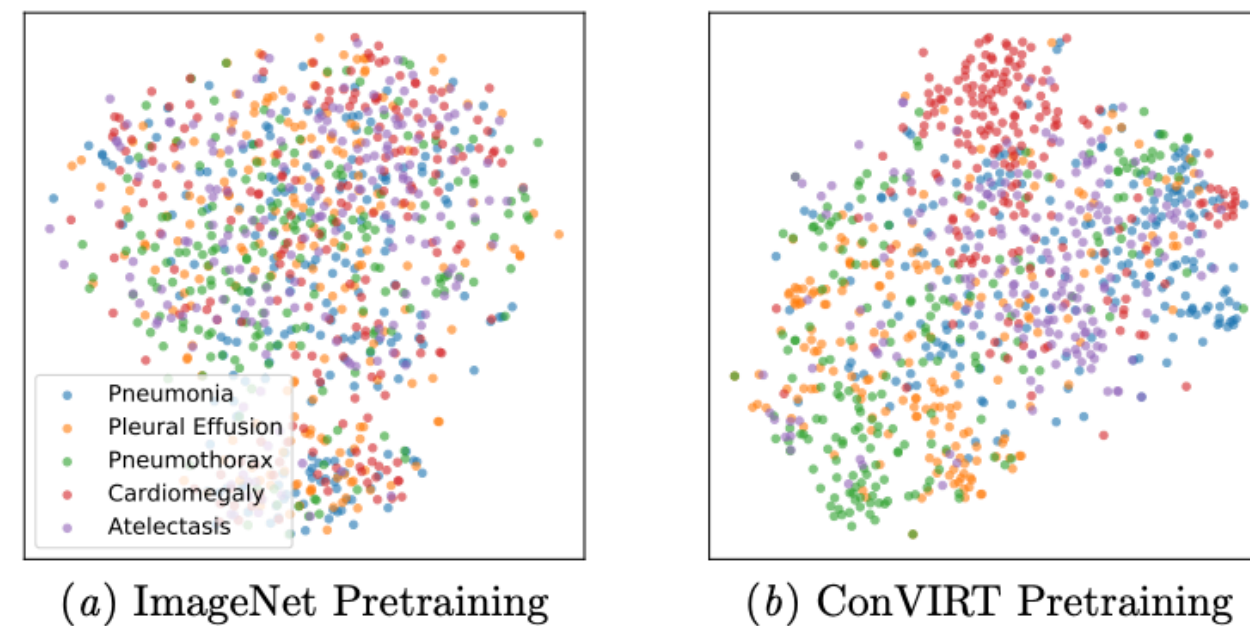 Pneumonia
Pleural Effusion
Pneumothorax
Cardiomegaly
Atelectasis
(a) ImageNet Pretraining
(b) ConVIRT Pretraining